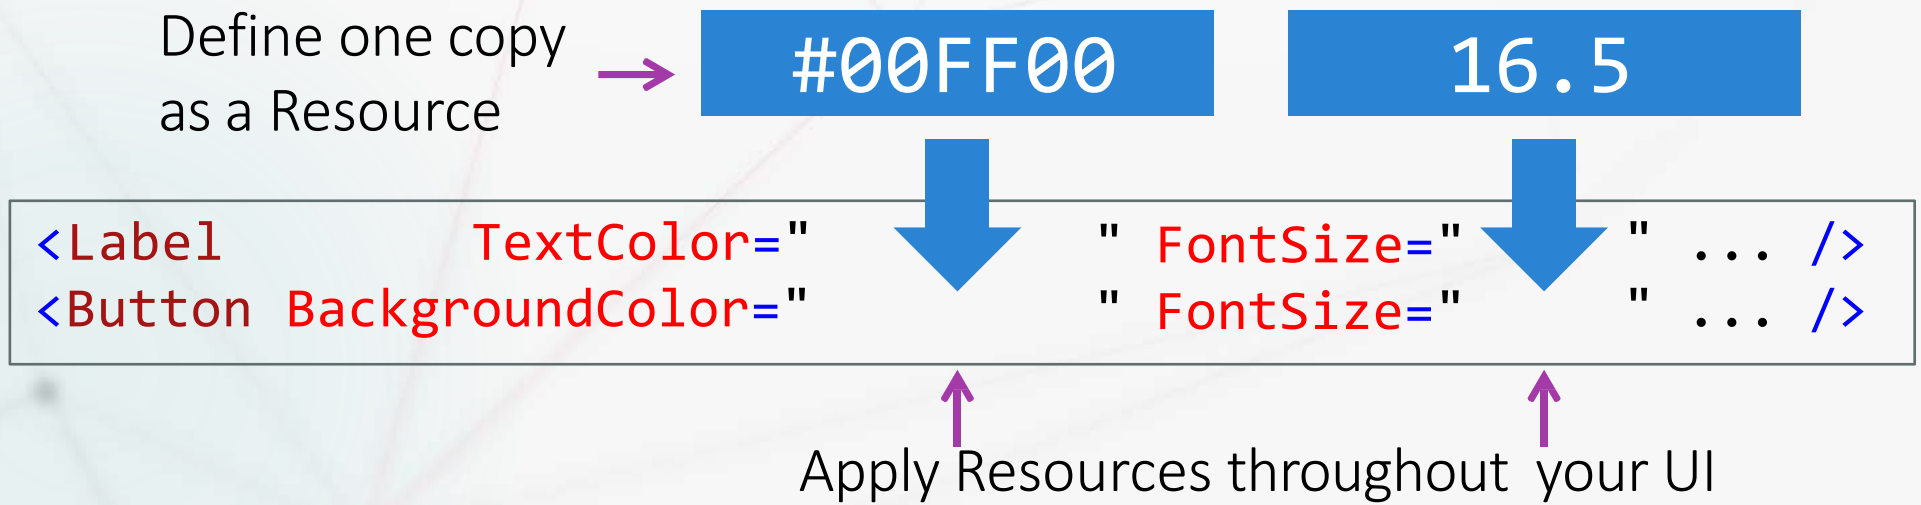 Define one copy
as a Resource
#00FF00
16.5
<Label TextColor=" " FontSize=" " ... />
<Button BackgroundColor=" " FontSize=" " ... />
Apply Resources throughout your UI